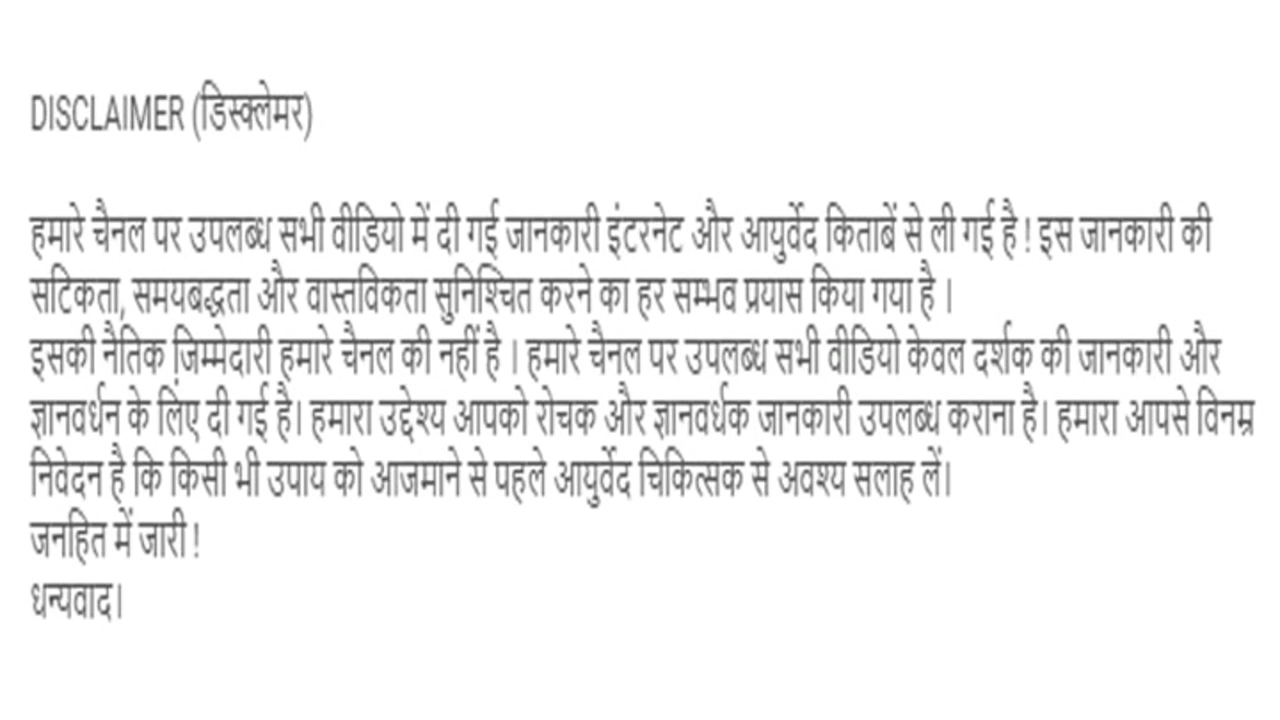 DISCLAIMER (डिस्क्लेमर)
हमारे चैनल पर उपलब्ध सभी वीडियो में दी गई जानकारी इंटरनेट और आयुर्वेद किताबें से ली गई है ! इस जानकारी की
सटिकता, समयबद्धता और वास्तविकता सुनिश्चित करने का हर सम्भव प्रयास किया गया है ।
इसकी नैतिक ज़िम्मेदारी हमारे चैनल की नहीं है । हमारे चैनल पर उपलब्ध सभी वीडियो केवल दर्शक की जानकारी और
ज्ञानवर्धन के लिए दी गई है। हमारा उद्देश्य आपको रोचक और ज्ञानवर्धक जानकारी उपलब्ध कराना है। हमारा आपसे विनम्र
निवेदन है कि किसी भी उपाय को आजमाने से पहले आयुर्वेद चिकित्सक से अवश्य सलाह लें।
जनहित में जारी !
धन्यवाद।